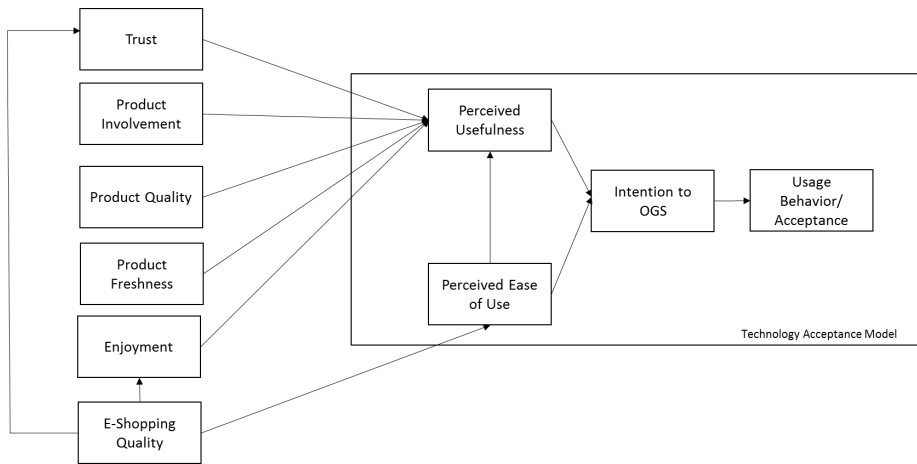 Trust
Product
Involvement
Product Quality
Product
Freshness
Enjoyment
E-Shopping
Quality
Perceived
Usefulness
Perceived Ease
of Use
Intention to
OGS
Usage
Behavior/
Acceptance
Technology Acceptance Model